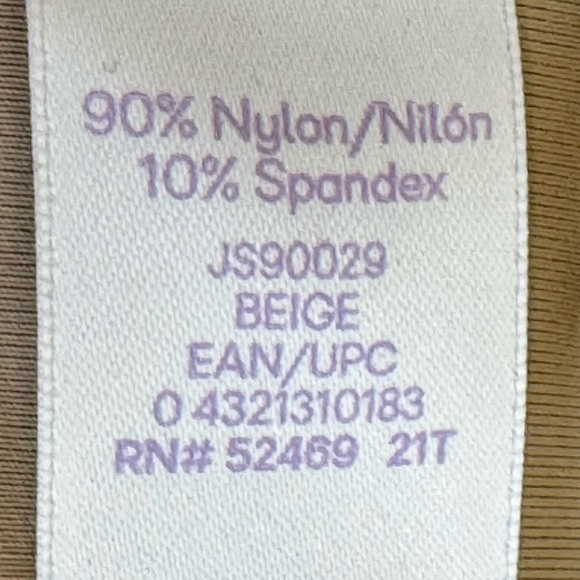 90% Nylon/Nilón
10% Spandex
JS90029
BEIGE
EAN/UPC
0 4321310183
RN# 52469 21T